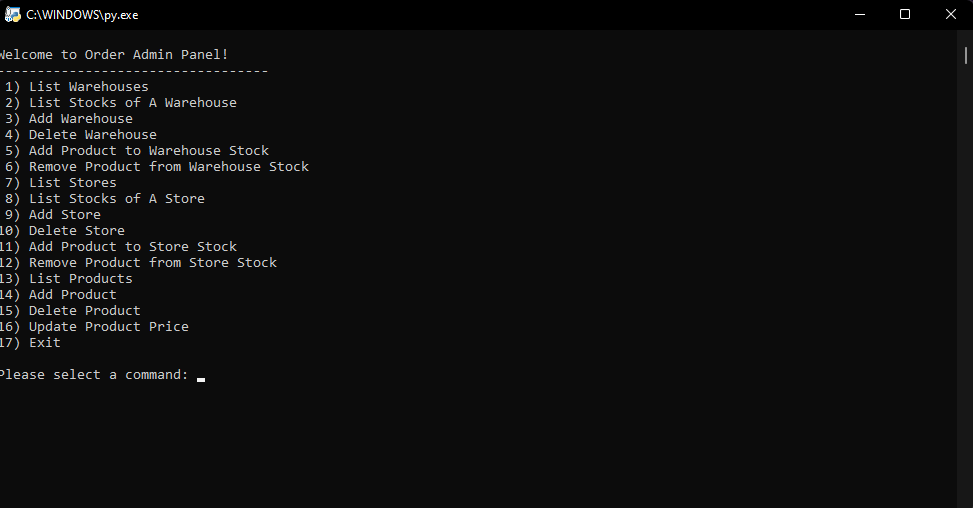 C:\WINDOWS\py.exe
Welcome to Order Admin Panel!
----------------------------------
1) List Warehouses
2) List Stocks of A Warehouse
3) Add Warehouse
4) Delete Warehouse
5) Add Product to Warehouse Stock
6) Remove Product from Warehouse Stock
7) List Stores
8) List Stocks of A Store
9) Add Store
10) Delete Store
11) Add Product to Store Stock
12) Remove Product from Store Stock
13) List Products
14) Add Product
15) Delete Product
16) Update Product Price
17) Exit
Please select a command: